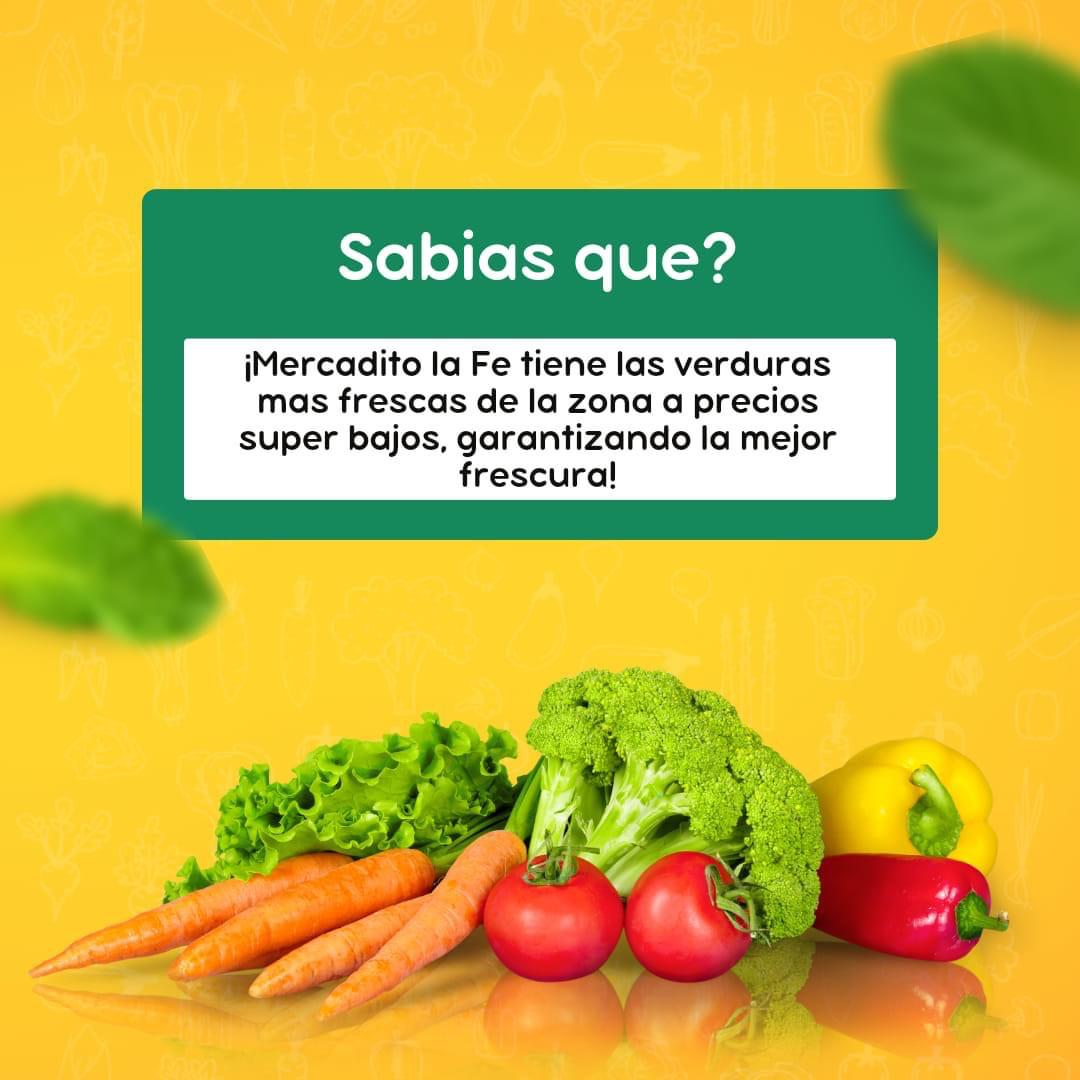 Sabias que?
¡Mercadito la Fe tiene las verduras
mas frescas de la zona a precios
super bajos, garantizando la mejor
frescura!